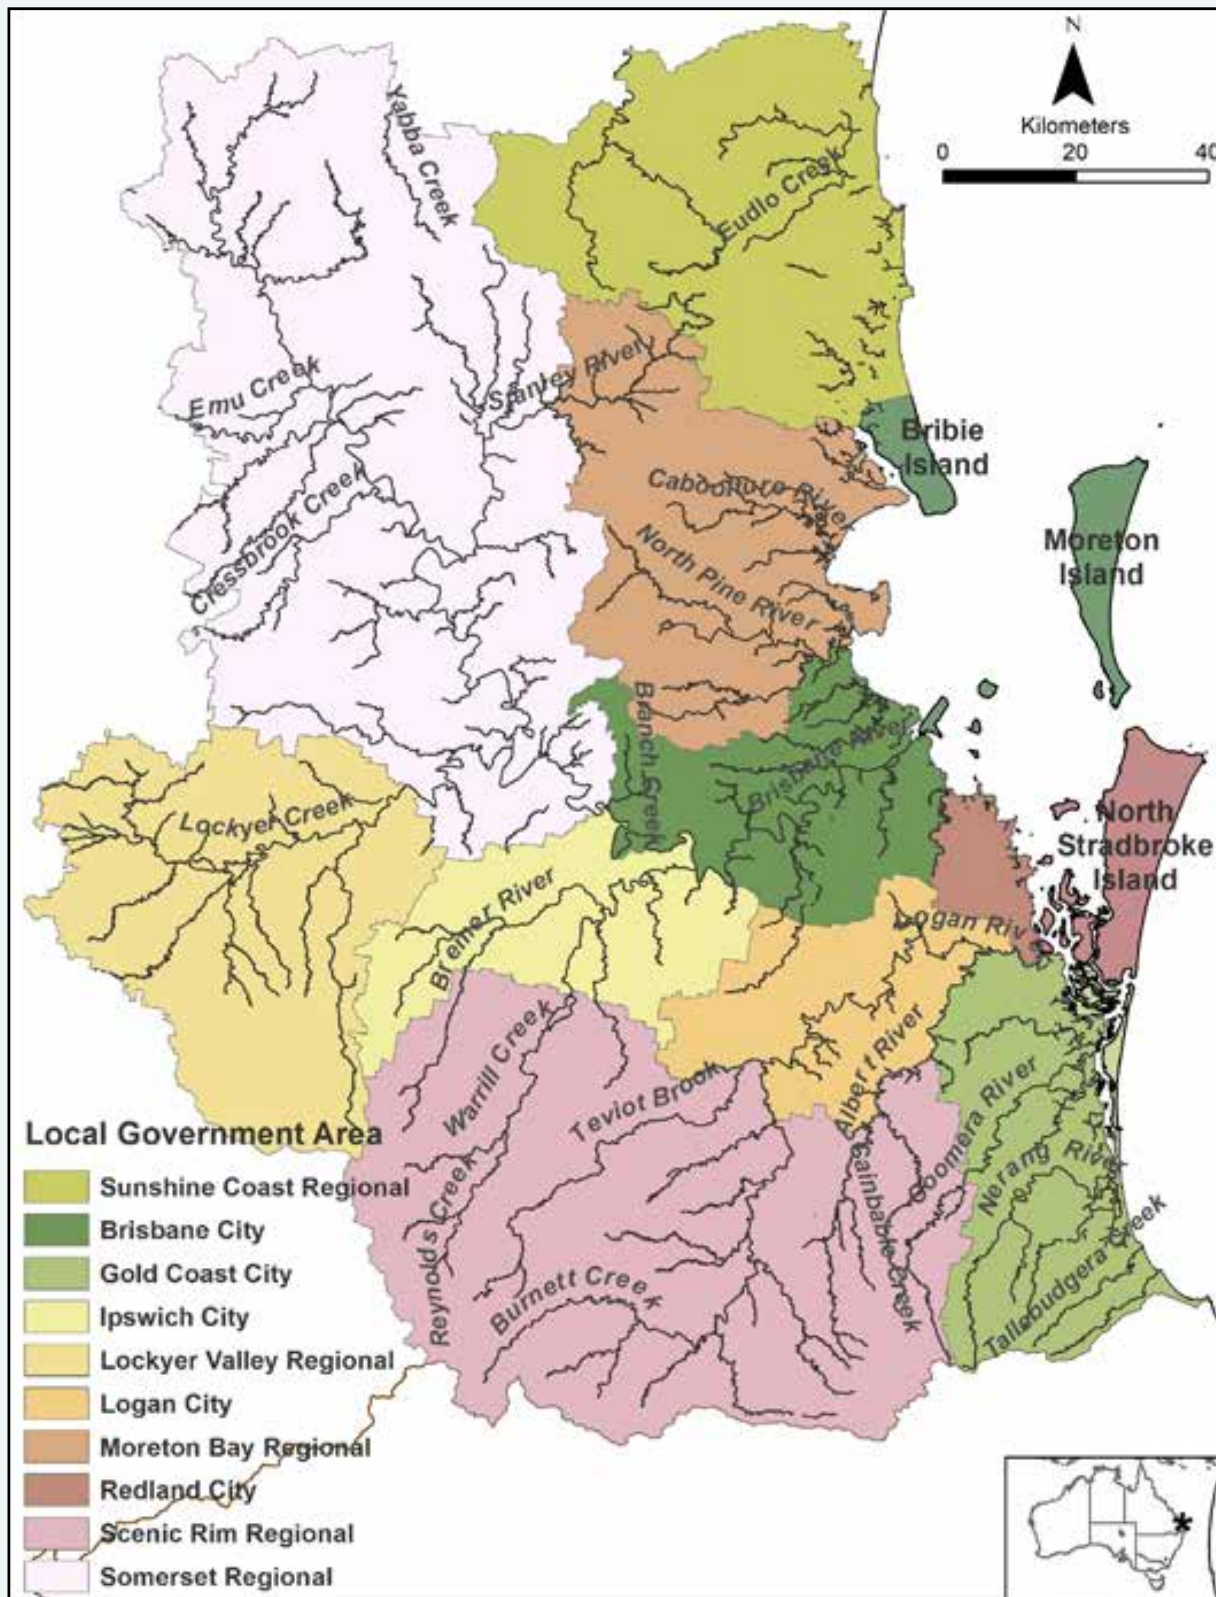 N
Kilometers
0 20 40
Yabba Creek
Eudlo Creek
Stanley River
Emu Creek
Bribie
Island
Cressbrook Creek
Caboolture River
Moreton
Island
North Pine River
Branch Creek
Brisbane River
Lockyer Creek
North
Stradbroke
Island
Bremer River
Logan Riv
Warrill Creek
Albert River
Teviot Brook
Coomera River
Nerang River
Cainbable Creek
Reynolds Creek
Tallebudgera Creek
Burnett Creek
Local Government Area
Sunshine Coast Regional
Brisbane City
Gold Coast City
Ipswich City
Lockyer Valley Regional
Logan City
Moreton Bay Regional
Redland City
Scenic Rim Regional
Somerset Regional